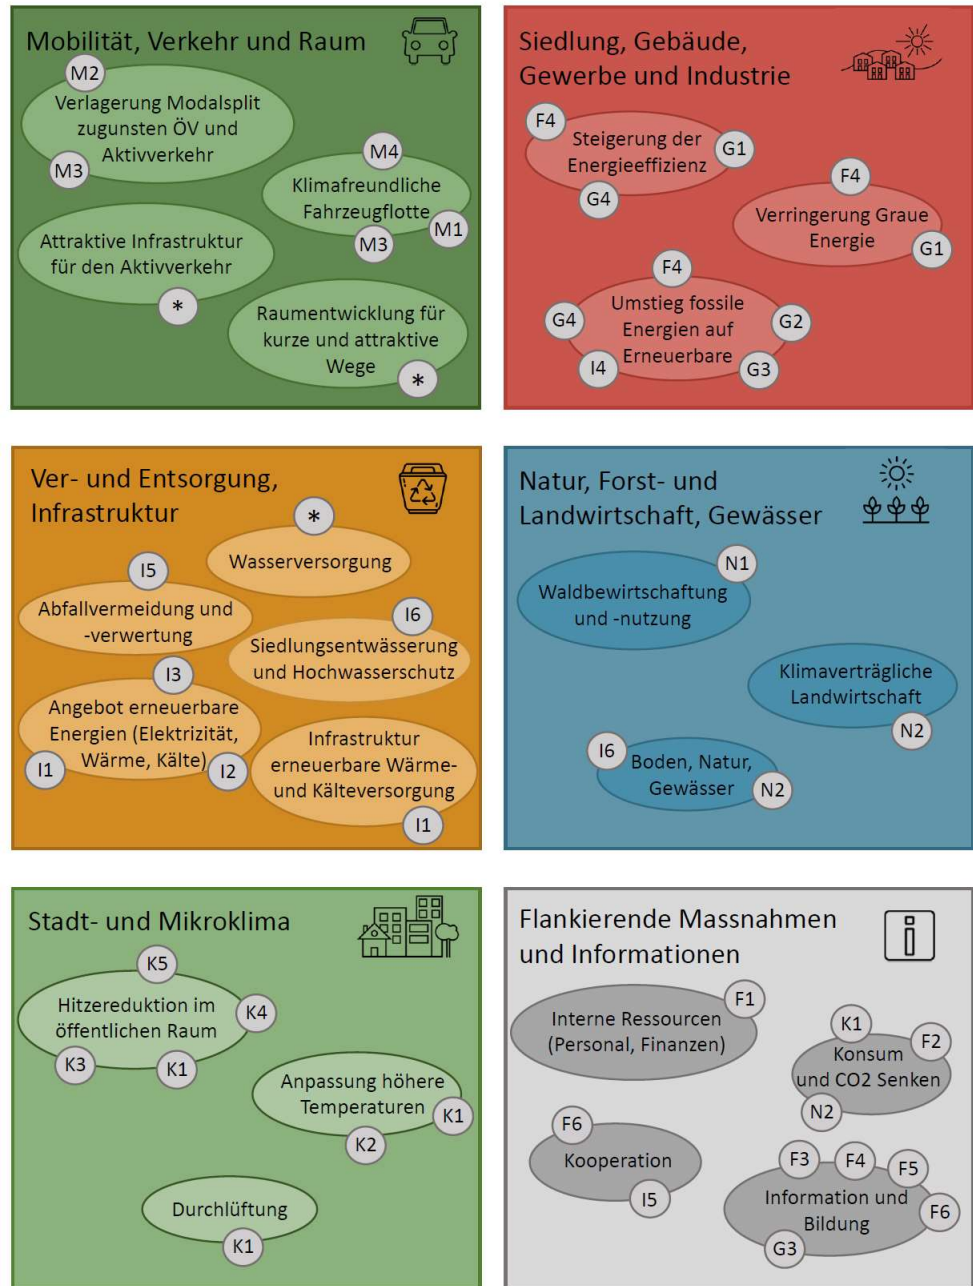 Mobilität, Verkehr und Raum
M2
Verlagerung Modalsplit
zugunsten ÖV und
Aktivverkehr
M3
M4
Klimafreundliche
Fahrzeugflotte
M1
M3
Attraktive Infrastruktur
für den Aktivverkehr
*
Raumentwicklung für
kurze und attraktive
Wege
*
Siedlung, Gebäude,
Gewerbe und Industrie
F4
Steigerung der
Energieeffizienz
G1
G4
F4
Verringerung Graue
Energie
G1
F4
Umstieg fossile
Energien auf
Erneuerbare
G4
G2
I4
G3
Ver- und Entsorgung,
Infrastruktur
*
Wasserversorgung
I5
Abfallvermeidung und
-verwertung
I6
Siedlungsentwässerung
und Hochwasserschutz
I3
Angebot erneuerbare
Energien (Elektrizität,
Wärme, Kälte)
I1
I2
Infrastruktur
erneuerbare Wärme-
und Kälteversorgung
I1
Natur, Forst- und
Landwirtschaft, Gewässer
N1
Waldbewirtschaftung
und -nutzung
Klimaverträgliche
Landwirtschaft
N2
I6
Boden, Natur,
Gewässer
N2
Stadt- und Mikroklima
K5
Hitzereduktion im
öffentlichen Raum
K4
K3
K1
Anpassung höhere
Temperaturen
K1
K2
Durchlüftung
K1
Flankierende Massnahmen
und Informationen
i
F1
Interne Ressourcen
(Personal, Finanzen)
K1
F2
Konsum
und CO2 Senken
N2
F6
Kooperation
I5
F3
F4
F5
Information und
Bildung
F6
G3